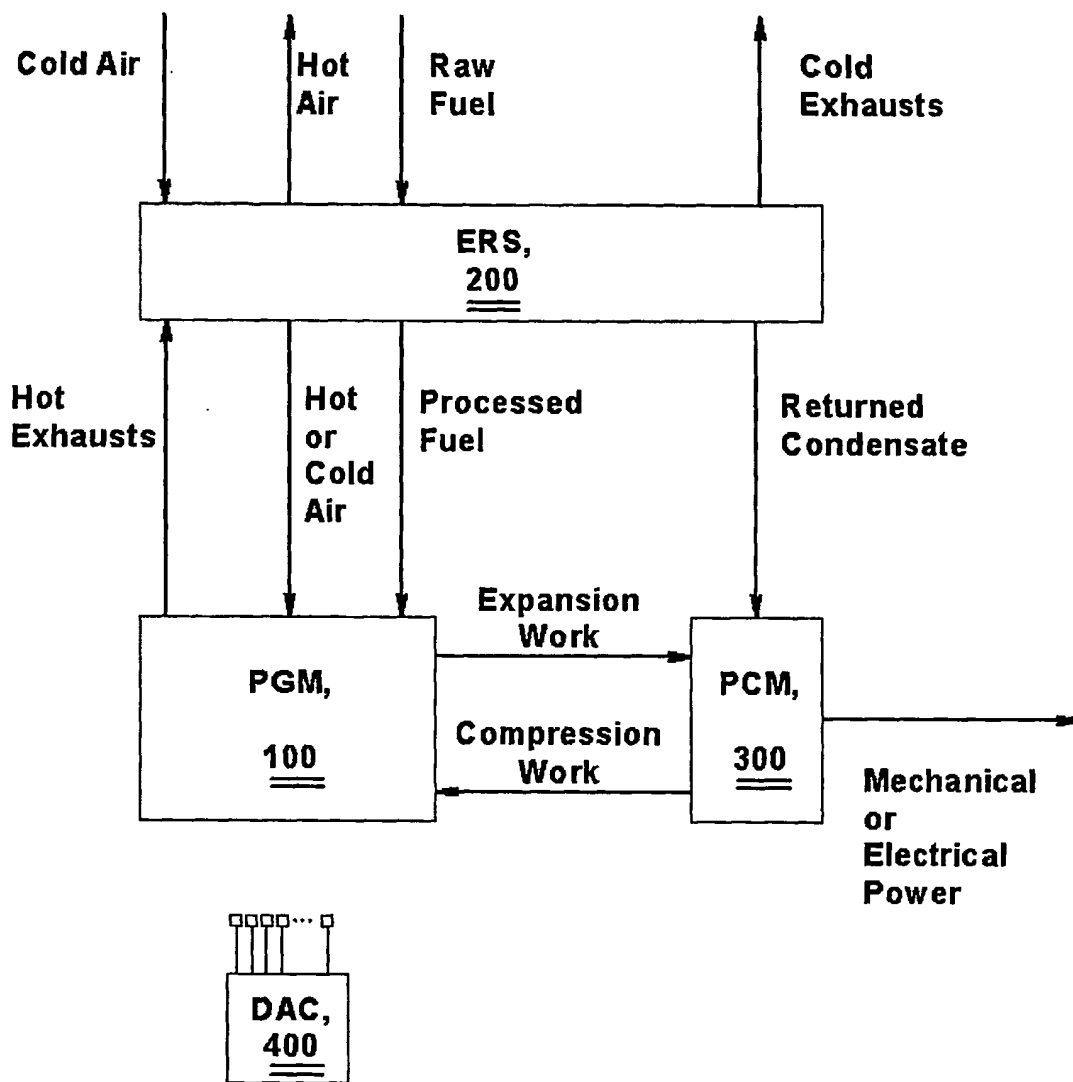 Cold Air
Hot
Air
Raw
Fuel
Cold
Exhausts
ERS,
200
Hot
Exhausts
Hot
or
Cold
Air
Processed
Fuel
Returned
Condensate
Expansion
Work
PGM,
100
Compression
Work
PCM,
300
Mechanical
or
Electrical
Power
...
DAC,
400